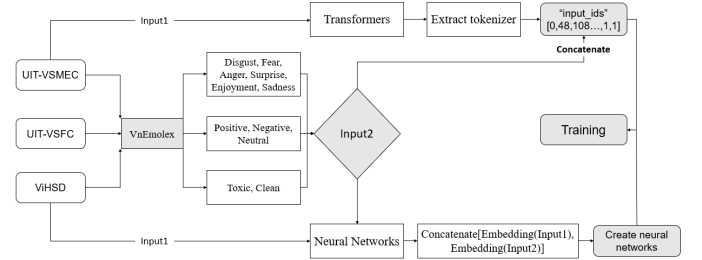 Input1
Transformers
Extract tokenizer
"input_ids"
[0,48,108...,1,1]
Concatenate
UIT-VSMEC
Disgust, Fear,
Anger, Surprise,
Enjoyment, Sadness
UIT-VSFC
VnEmolex
Positive, Negative,
Neutral
Input2
Training
ViHSD
Toxic, Clean
Input1
Neural Networks
Concatenate[Embedding(Input1),
Embedding(Input2)]
Create neural
networks